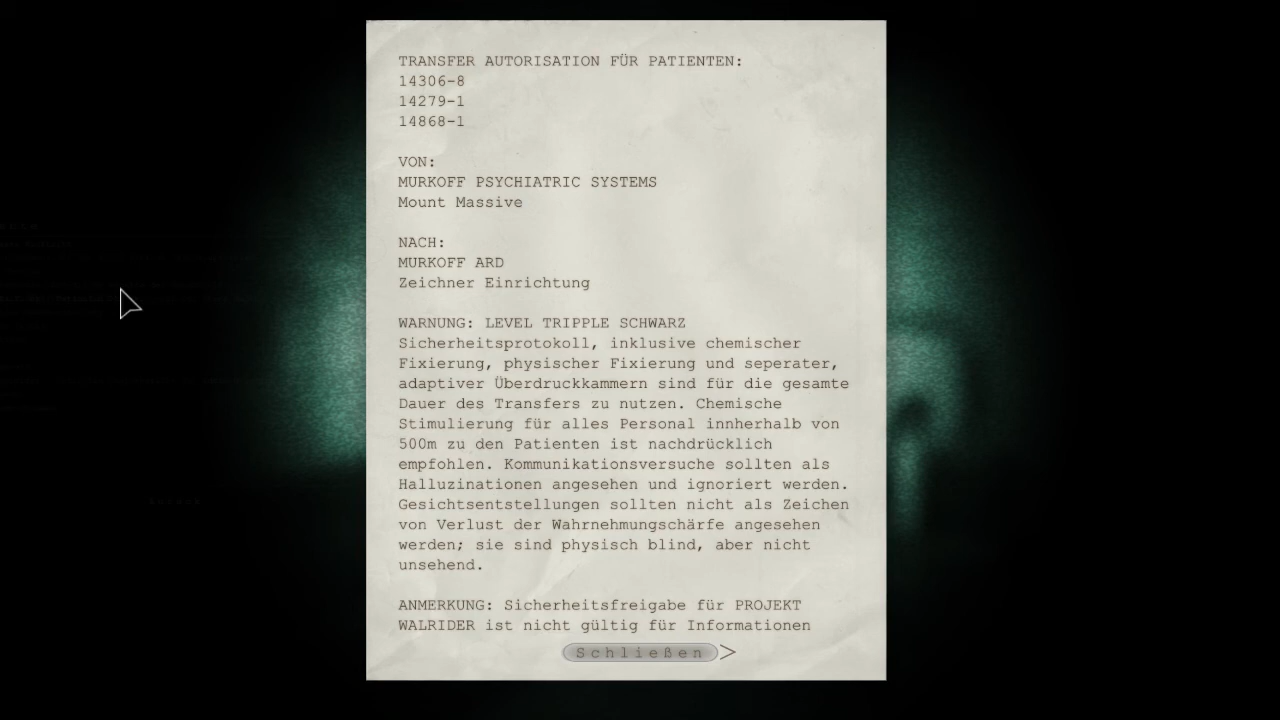 TRANSFER AUTORISATION FÜR PATIENTEN:
14306-8
14279-1
14868-1
VON:
MURKOFF PSYCHIATRIC SYSTEMS
Mount Massive
NACH:
MURKOFF ARD
Zeichner Einrichtung
WARNUNG: LEVEL TRIPPLE SCHWARZ
Sicherheitsprotokoll, inklusive chemischer
Fixierung, physischer Fixierung und seperater,
adaptiver Überdruckkammern sind für die gesamte
Dauer des Transfers zu nutzen. Chemische
Stimulierung für alles Personal innherhalb von
500m zu den Patienten ist nachdrücklich
empfohlen. Kommunikationsversuche sollten als
Halluzinationen angesehen und ignoriert werden.
Gesichtsentstellungen sollten nicht als Zeichen
von Verlust der Wahrnehmungschärfe angesehen
werden; sie sind physisch blind, aber nicht
unsehend.
ANMERKUNG: Sicherheitsfreigabe für PROJEKT
WALRIDER ist nicht gültig für Informationen
Schließen >